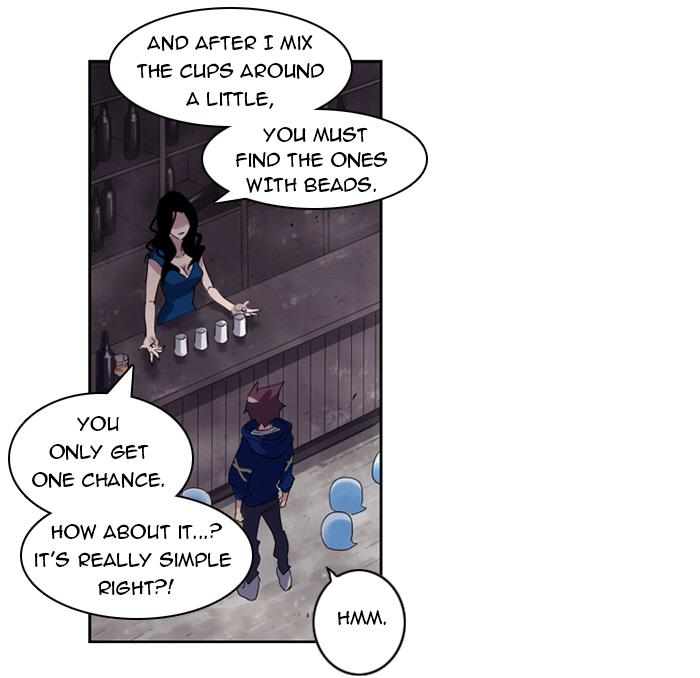 AND AFTER I MIX
THE CUPS AROUND
A LITTLE,
YOU MUST
FIND THE ONES
WITH BEADS.
YOU
ONLY GET
ONE CHANCE.
HOW ABOUT IT...?
IT'S REALLY SIMPLE
RIGHT?!
HMM.